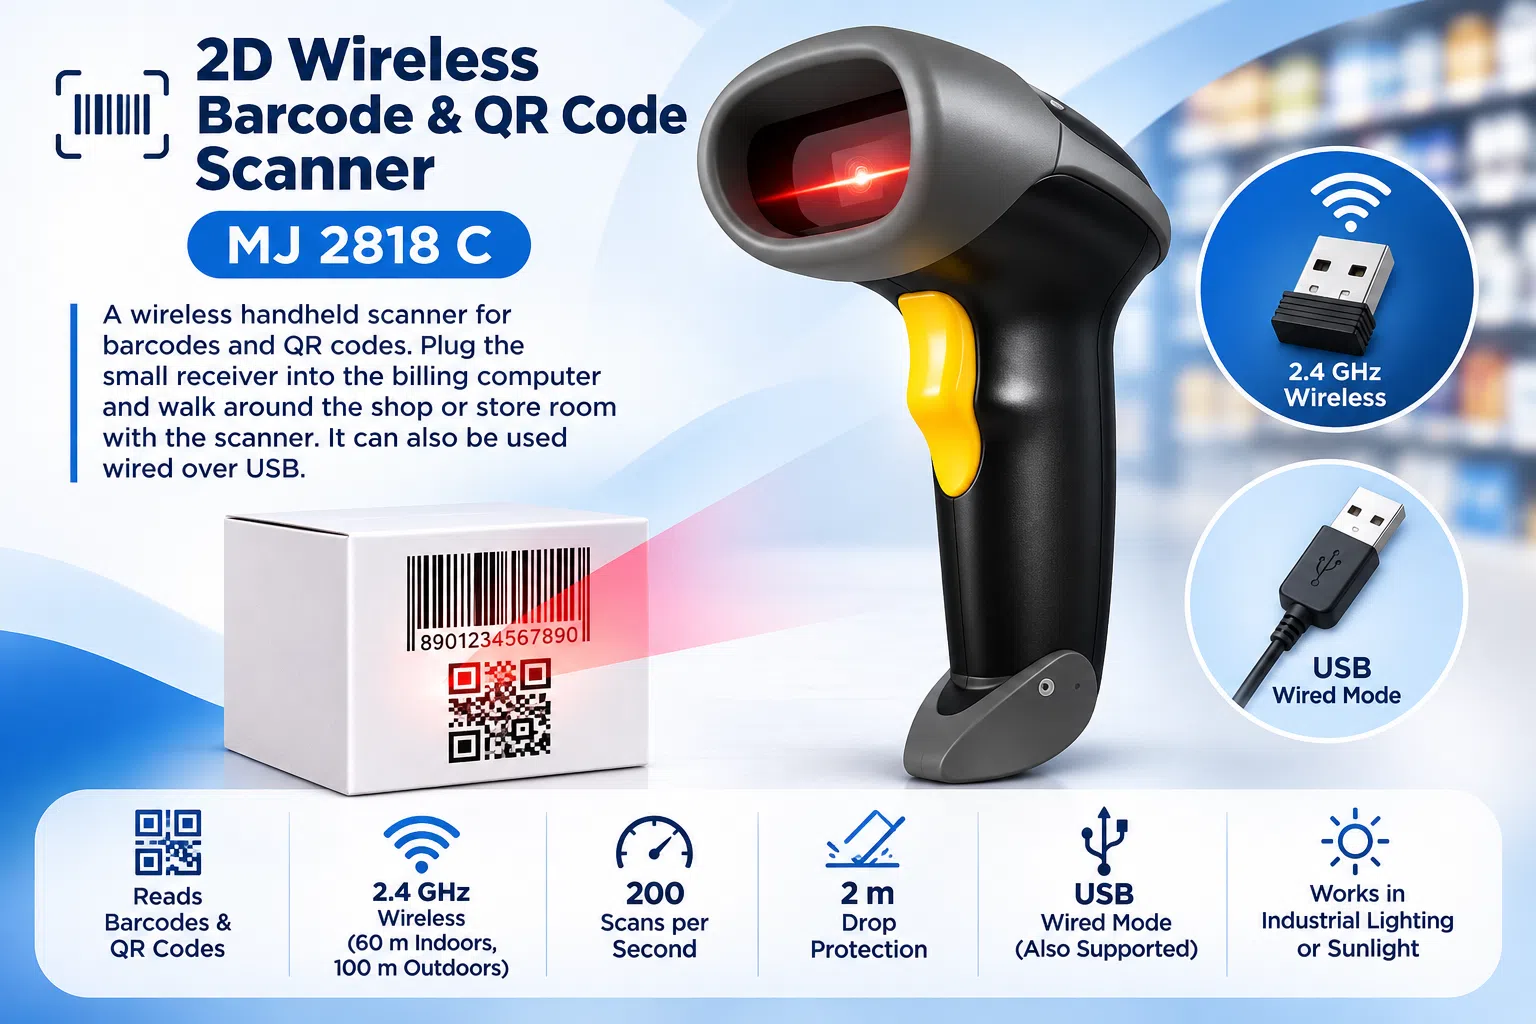 2D Wireless
Barcode & QR Code
Scanner
MJ 2818 C
A wireless handheld scanner for
barcodes and QR codes. Plug the
small receiver into the billing computer
and walk around the shop or store room
with the scanner. It can also be used
wired over USB.
2.4 GHz
Wireless
8901234567890
USB
Wired Mode
Reads
Barcodes &
QR Codes
2.4 GHz
Wireless
(60 m Indoors,
100 m Outdoors)
200
Scans per
Second
2 m
Drop
Protection
USB
Wired Mode
(Also Supported)
Works in
Industrial Lighting
or Sunlight